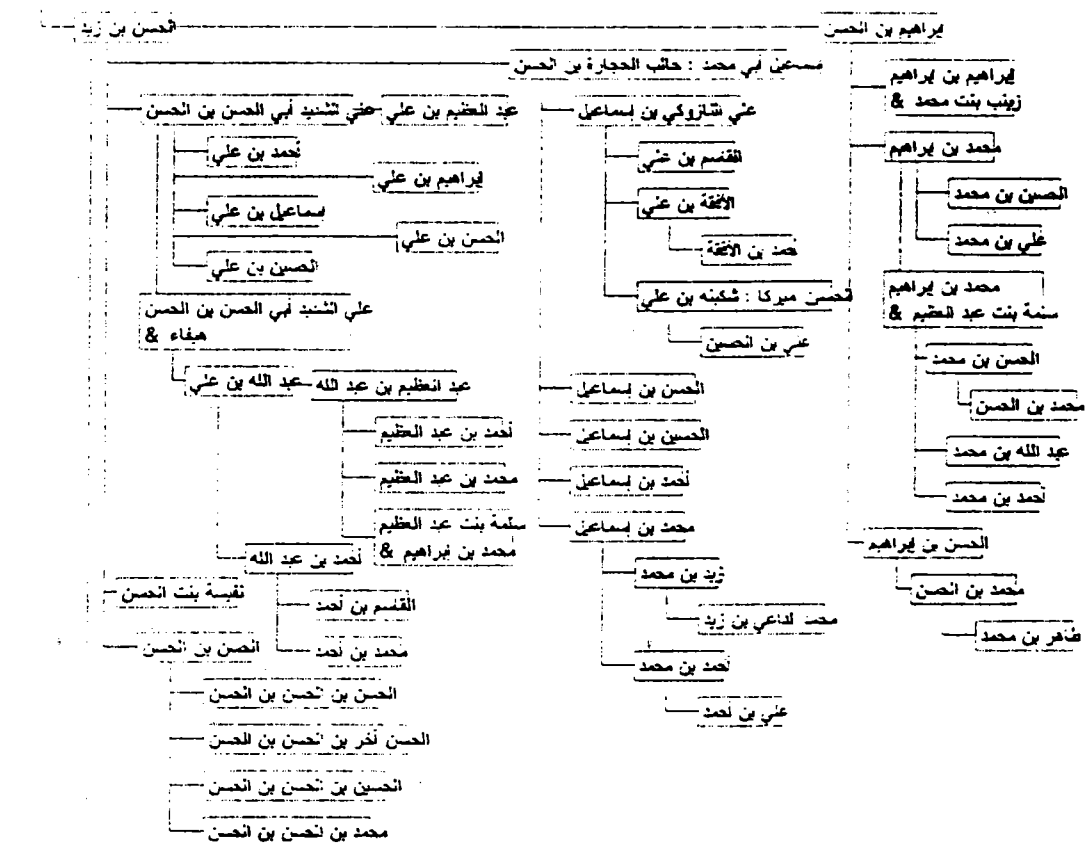 الحسن بن زيد
إبراهيم بن الحسن
إسماعيل أبي محمد : جالب الحجارة بن الحسن
إبراهيم بن إبراهيم
زينب بنت محمد &
علي الشديد أبي الحسن بن الحسن
عبد العظيم بن علي
علي بن إسماعيل
محمد بن إبراهيم
أحمد بن علي
القاسم بن علي
إبراهيم بن علي
الحسين بن محمد
إسماعيل بن علي
بن علي
الحسن بن علي
علي بن محمد
أحمد بن
الحسين بن علي
علي الشديد أبي الحسن بن الحسن
هيفاء &
الحسن ميركا : شكنبه بن علي
محمد بن إبراهيم
سلمة بنت عبد العظيم &
علي بن الحسين
الحسن بن محمد
عبد الله بن علي
عبد العظيم بن عبد الله
الحسن بن إسماعيل
محمد بن الحسن
أحمد بن عبد العظيم
الحسين بن إسماعيل
عبد الله بن محمد
محمد بن عبد العظيم
أحمد بن إسماعيل
أحمد بن محمد
سلمة بنت عبد العظيم
محمد بن إبراهيم &
محمد بن إسماعيل
الحسن بن إبراهيم
أحمد بن عبد الله
زيد بن محمد
محمد بن الحسن
نفيسة بنت الحسن
القاسم بن أحمد
محمد الداعي بن زيد
طاهر بن محمد
الحسن بن الحسن
محمد بن أحمد
أحمد بن محمد
الحسن بن الحسن بن الحسن
علي بن أحمد
الحسن آخر بن الحسن بن الحسن
الحسين بن الحسن بن الحسن
محمد بن الحسن بن الحسن